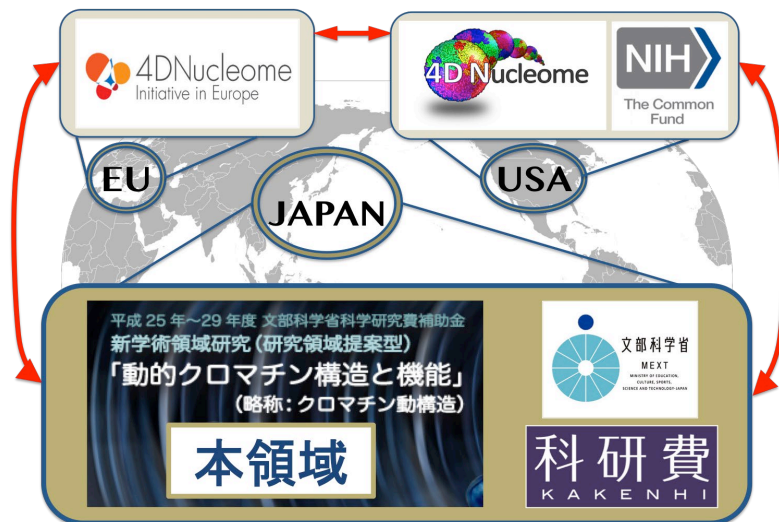 4DNucleome
Initiative in Europe
4D Nucleome
NIH
The Common
Fund
EU
JAPAN
USA
平成 25 年～29 年度 文部科学省科学研究費補助金
新学術領域研究（研究領域提案型）
「動的クロマチン構造と機能」
（略称：クロマチン動構造）
本領域
文部科学省
MEXT
MINISTRY OF EDUCATION,
CULTURE, SPORTS,
SCIENCE AND TECHNOLOGY-JAPAN
科研費
KAKENHI